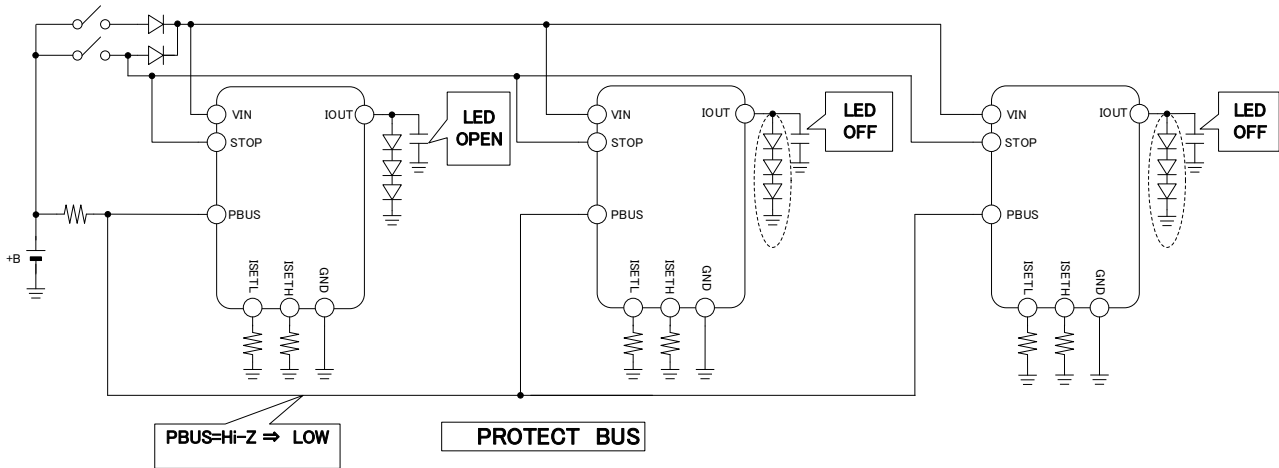 VIN
STOP
PBUS
IOUT
ISETL
ISETH
GND
LED
OPEN
VIN
STOP
PBUS
IOUT
ISETL
ISETH
GND
LED
OFF
VIN
STOP
PBUS
IOUT
ISETL
ISETH
GND
LED
OFF
+B
PBUS=Hi-Z ⇒ LOW
PROTECT BUS